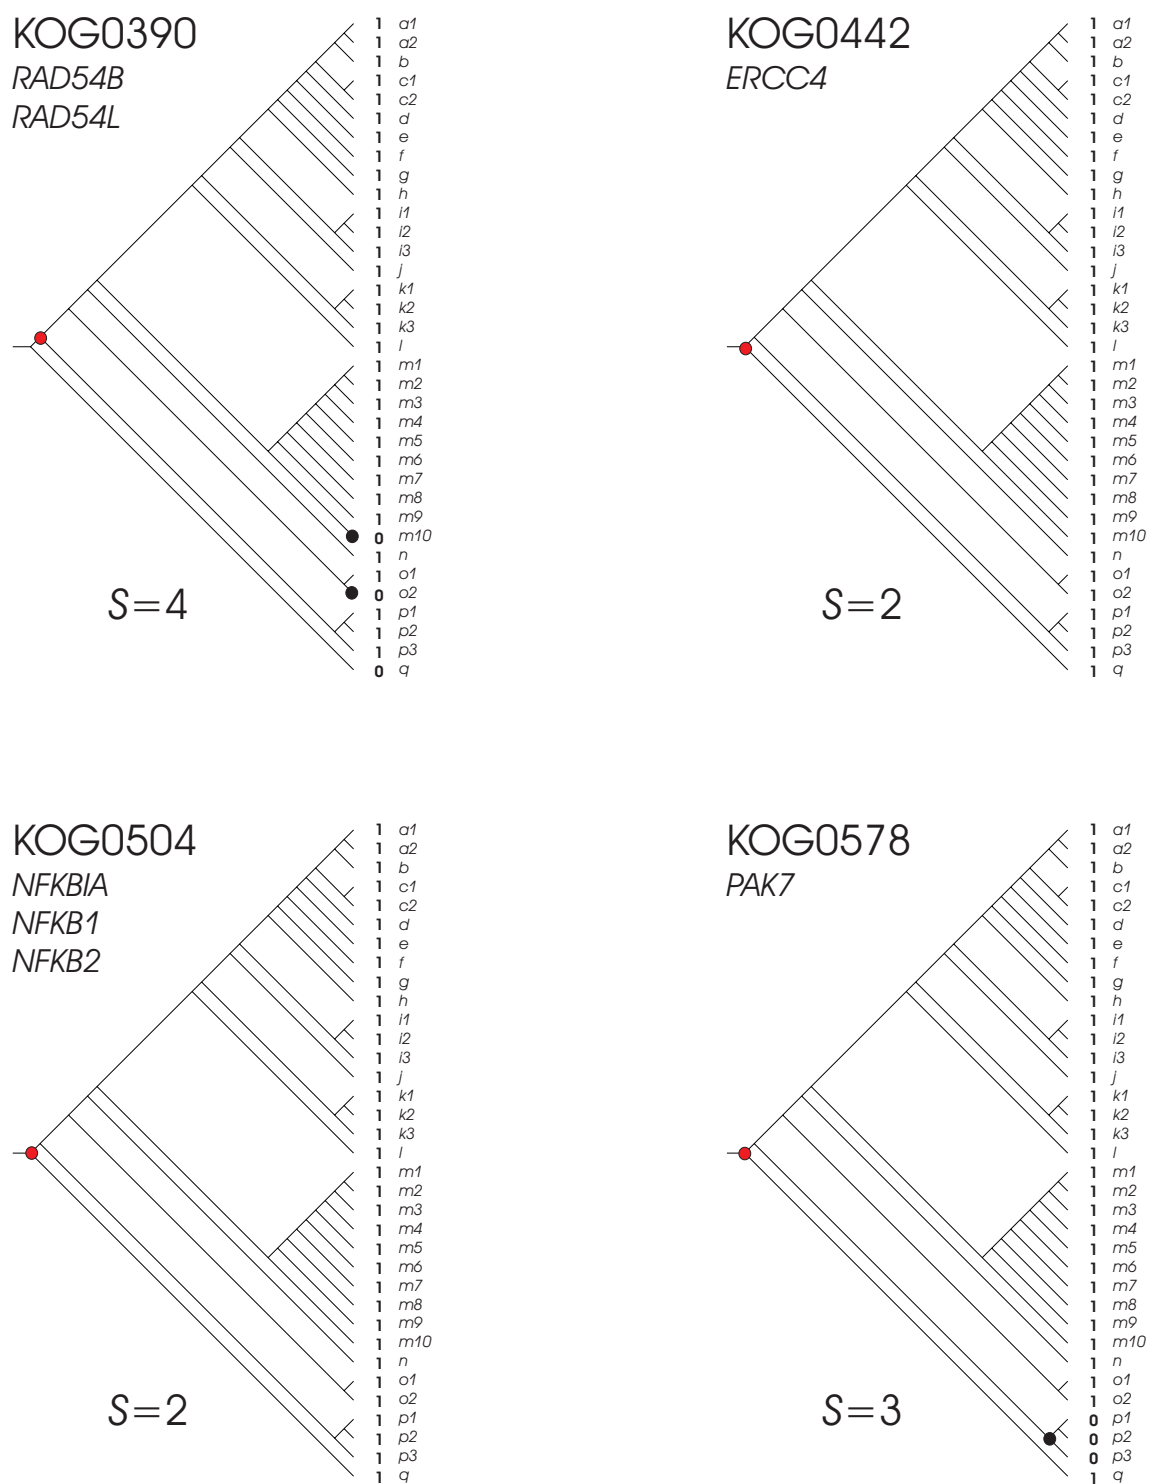 KOG0390
RAD54B
RAD54L
1 a1
1 a2
1 b
1 c1
1 c2
1 d
1 e
1 f
1 g
1 h
1 i1
1 i2
1 i3
1 j
1 k1
1 k2
1 k3
1 l
1 m1
1 m2
1 m3
1 m4
1 m5
1 m6
1 m7
1 m8
1 m9
0 m10
1 n
1 o1
0 o2
1 p1
1 p2
1 p3
0 q
S=4
KOG0442
ERCC4
1 a1
1 a2
1 b
1 c1
1 c2
1 d
1 e
1 f
1 g
1 h
1 i1
1 i2
1 i3
1 j
1 k1
1 k2
1 k3
1 l
1 m1
1 m2
1 m3
1 m4
1 m5
1 m6
1 m7
1 m8
1 m9
1 m10
1 n
1 o1
1 o2
1 p1
1 p2
1 p3
1 q
S=2
KOG0504
NFKBIA
NFKB1
NFKB2
1 a1
1 a2
1 b
1 c1
1 c2
1 d
1 e
1 f
1 g
1 h
1 i1
1 i2
1 i3
1 j
1 k1
1 k2
1 k3
1 l
1 m1
1 m2
1 m3
1 m4
1 m5
1 m6
1 m7
1 m8
1 m9
1 m10
1 n
1 o1
1 o2
1 p1
1 p2
1 p3
1 q
S=2
KOG0578
PAK7
1 a1
1 a2
1 b
1 c1
1 c2
1 d
1 e
1 f
1 g
1 h
1 i1
1 i2
1 i3
1 j
1 k1
1 k2
1 k3
1 l
1 m1
1 m2
1 m3
1 m4
1 m5
1 m6
1 m7
1 m8
1 m9
1 m10
1 n
1 o1
1 o2
0 p1
0 p2
0 p3
1 q
S=3